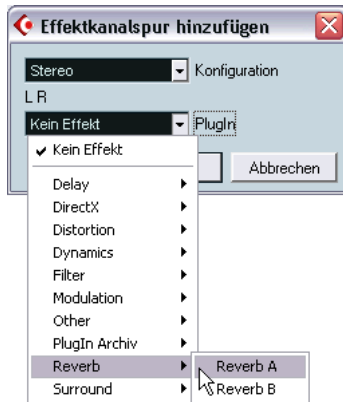 Effektkanalspur hinzufügen
Stereo Konfiguration
L R
Kein Effekt PlugIn
Kein Effekt
Abbrechen
Delay
DirectX
Distortion
Dynamics
Filter
Modulation
Other
PlugIn Archiv
Reverb Reverb A
Surround Reverb B